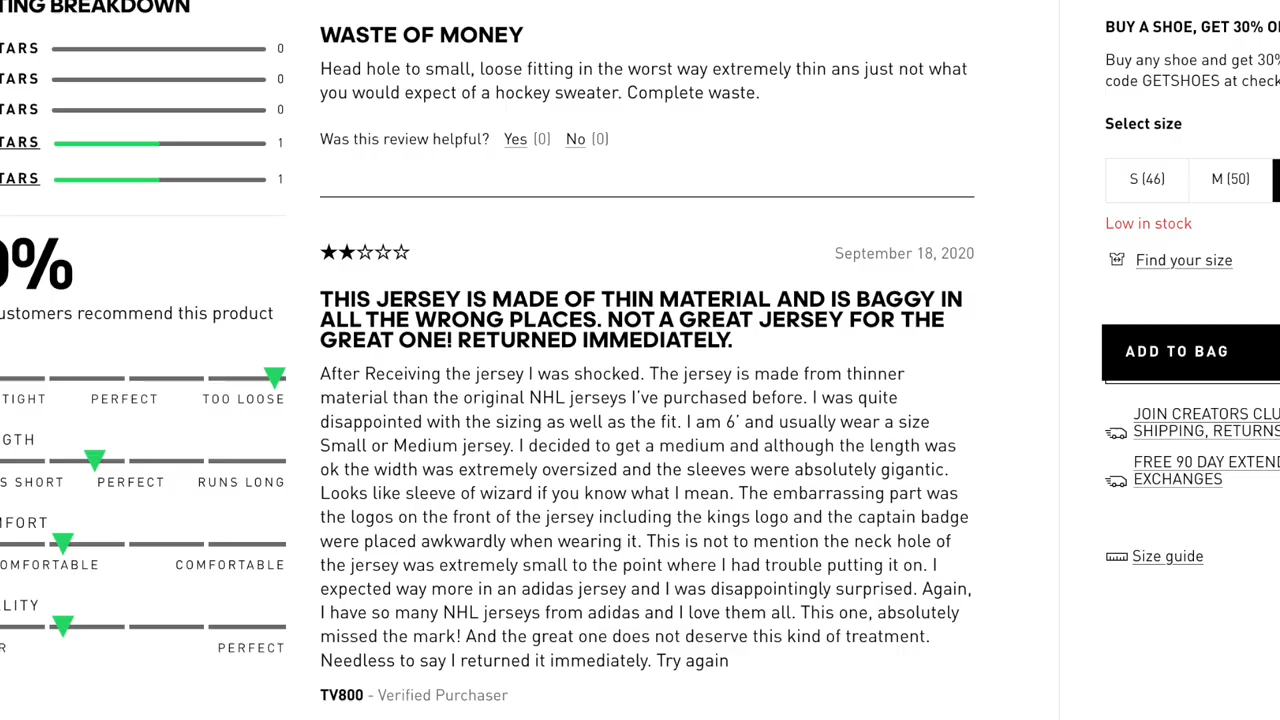 TING BREAKDOWN
TARS 0
TARS 0
TARS 0
TARS 1
TARS 1
0%
ustomers recommend this product
TIGHT PERFECT TOO LOOSE
GTH
S SHORT PERFECT RUNS LONG
MFORT
OMFORTABLE COMFORTABLE
LITY
R PERFECT
WASTE OF MONEY
Head hole to small, loose fitting in the worst way extremely thin ans just not what
you would expect of a hockey sweater. Complete waste.
Was this review helpful? Yes (0) No (0)
September 18, 2020
THIS JERSEY IS MADE OF THIN MATERIAL AND IS BAGGY IN
ALL THE WRONG PLACES. NOT A GREAT JERSEY FOR THE
GREAT ONE! RETURNED IMMEDIATELY.
After Receiving the jersey I was shocked. The jersey is made from thinner
material than the original NHL jerseys I’ve purchased before. I was quite
disappointed with the sizing as well as the fit. I am 6’ and usually wear a size
Small or Medium jersey. I decided to get a medium and although the length was
ok the width was extremely oversized and the sleeves were absolutely gigantic.
Looks like sleeve of wizard if you know what I mean. The embarrassing part was
the logos on the front of the jersey including the kings logo and the captain badge
were placed awkwardly when wearing it. This is not to mention the neck hole of
the jersey was extremely small to the point where I had trouble putting it on. I
expected way more in an adidas jersey and I was disappointingly surprised. Again,
I have so many NHL jerseys from adidas and I love them all. This one, absolutely
missed the mark! And the great one does not deserve this kind of treatment.
Needless to say I returned it immediately. Try again
TV800 - Verified Purchaser
BUY A SHOE, GET 30% O
Buy any shoe and get 30%
code GETSHOES at check
Select size
S (46) M (50)
Low in stock
Find your size
ADD TO BAG
JOIN CREATORS CLU
SHIPPING, RETURNS
FREE 90 DAY EXTEND
EXCHANGES
Size guide